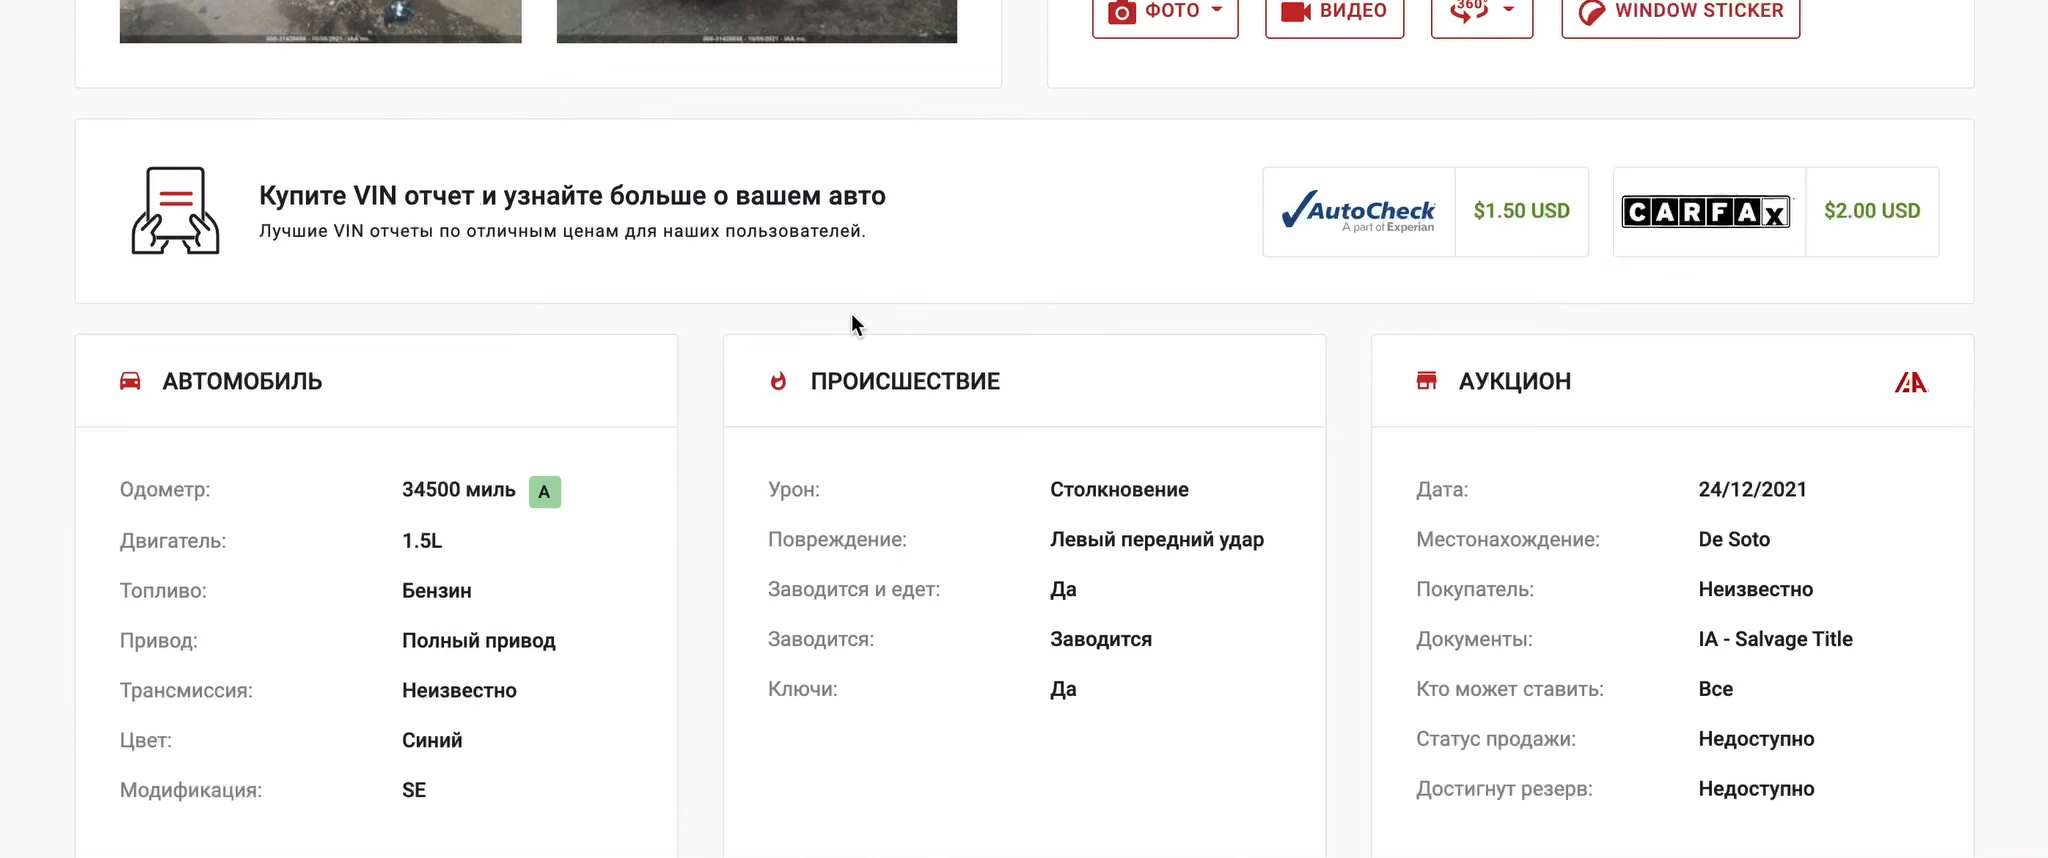 ФОТО
ВИДЕО
360°
WINDOW STICKER
Купите VIN отчет и узнайте больше о вашем авто
Лучшие VIN отчеты по отличным ценам для наших пользователей.
AutoCheck
A part of Experian
$1.50 USD
CARFAX
$2.00 USD
АВТОМОБИЛЬ
Одометр: 34500 миль A
Двигатель: 1.5L
Топливо: Бензин
Привод: Полный привод
Трансмиссия: Неизвестно
Цвет: Синий
Модификация: SE
ПРОИСШЕСТВИЕ
Урон: Столкновение
Повреждение: Левый передний удар
Заводится и едет: Да
Заводится: Заводится
Ключи: Да
АУКЦИОН
IAA
Дата: 24/12/2021
Местонахождение: De Soto
Покупатель: Неизвестно
Документы: IA - Salvage Title
Кто может ставить: Все
Статус продажи: Недоступно
Достигнут резерв: Недоступно